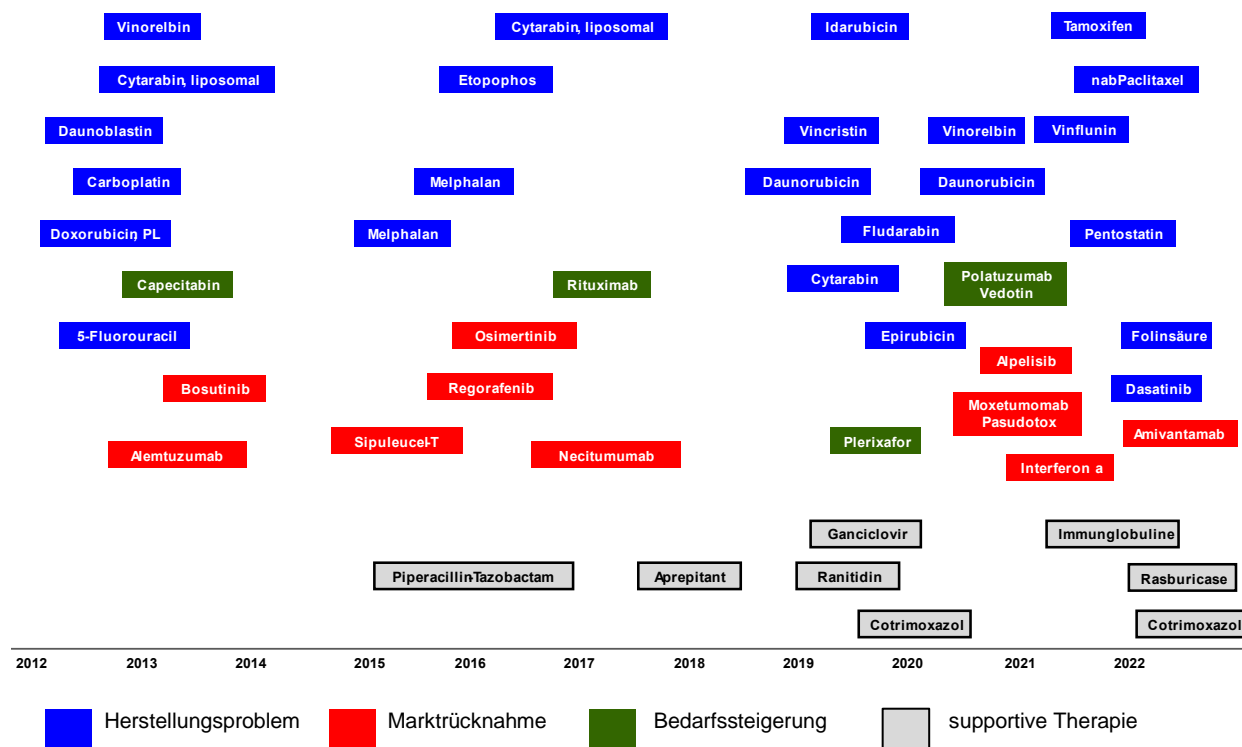 Vinorelbin
Cytarabin, liposomal
Idarubicin
Tamoxifen
Cytarabin, liposomal
Etopophos
nabPaclitaxel
Daunoblastin
Vincristin
Vinorelbin
Vinflunin
Carboplatin
Melphalan
Daunorubicin
Daunorubicin
Doxorubicin, PL
Melphalan
Fludarabin
Pentostatin
Capecitabin
Rituximab
Cytarabin
Polatuzumab
Vedotin
5-Fluorouracil
Osimertinib
Epirubicin
Folinsäure
Alpelisib
Bosutinib
Regorafenib
Dasatinib
Moxetumomab
Pasudotox
Sipuleucel-T
Plerixafor
Amivantamab
Alemtuzumab
Necitumumab
Interferon a
Ganciclovir
Immunglobuline
Piperacillin-Tazobactam
Aprepitant
Ranitidin
Rasburicase
Cotrimoxazol
Cotrimoxazol
2012 2013 2014 2015 2016 2017 2018 2019 2020 2021 2022
Herstellungsproblem Marktrücknahme Bedarfssteigerung supportive Therapie